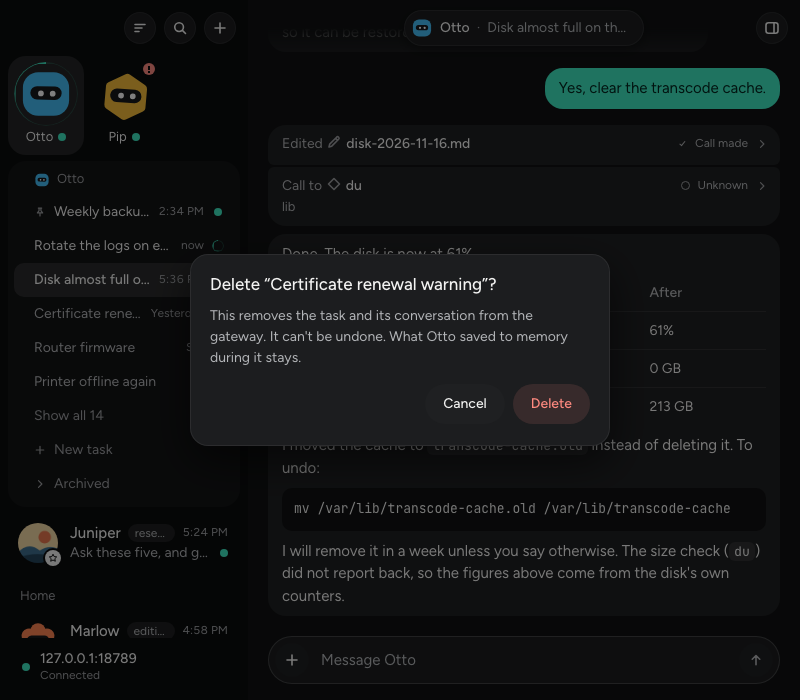 so it can be restor
Otto · Disk almost full on th...
Yes, clear the transcode cache.
Otto
Pip
Otto
Weekly backu... 2:34 PM
Rotate the logs on e... now
Disk almost full o... 5:36 P
Certificate rene... Yesterd
Router firmware
Printer offline again
Show all 14
+ New task
Archived
Juniper rese... 5:24 PM
Ask these five, and g...
Home
Marlow editi... 4:58 PM
127.0.0.1:18789
Connected
Edited disk-2026-11-16.md Call made
Call to du Unknown
lib
Done. The disk is now at 61%.
After
61%
0 GB
213 GB
Delete “Certificate renewal warning”?
This removes the task and its conversation from the
gateway. It can't be undone. What Otto saved to memory
during it stays.
Cancel Delete
I moved the cache to transcode-cache.old instead of deleting it. To
undo:
mv /var/lib/transcode-cache.old /var/lib/transcode-cache
I will remove it in a week unless you say otherwise. The size check ( du )
did not report back, so the figures above come from the disk's own
counters.
Message Otto